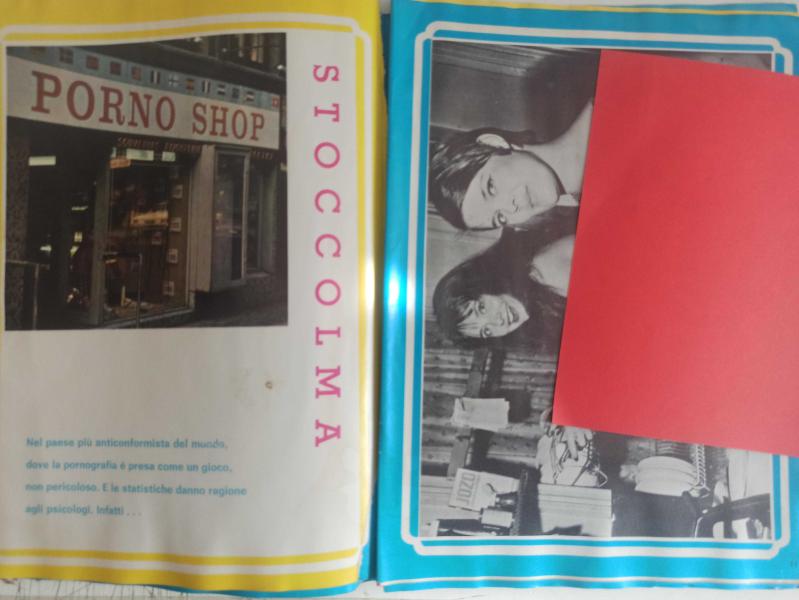 PORNO SHOP
STOCCOLMA
Nel paese più anticonformista del mondo,
dove la pornografia è presa come un gioco,
non pericoloso. E le statistiche danno ragione
agli psicologi. Infatti . . .
JOZO